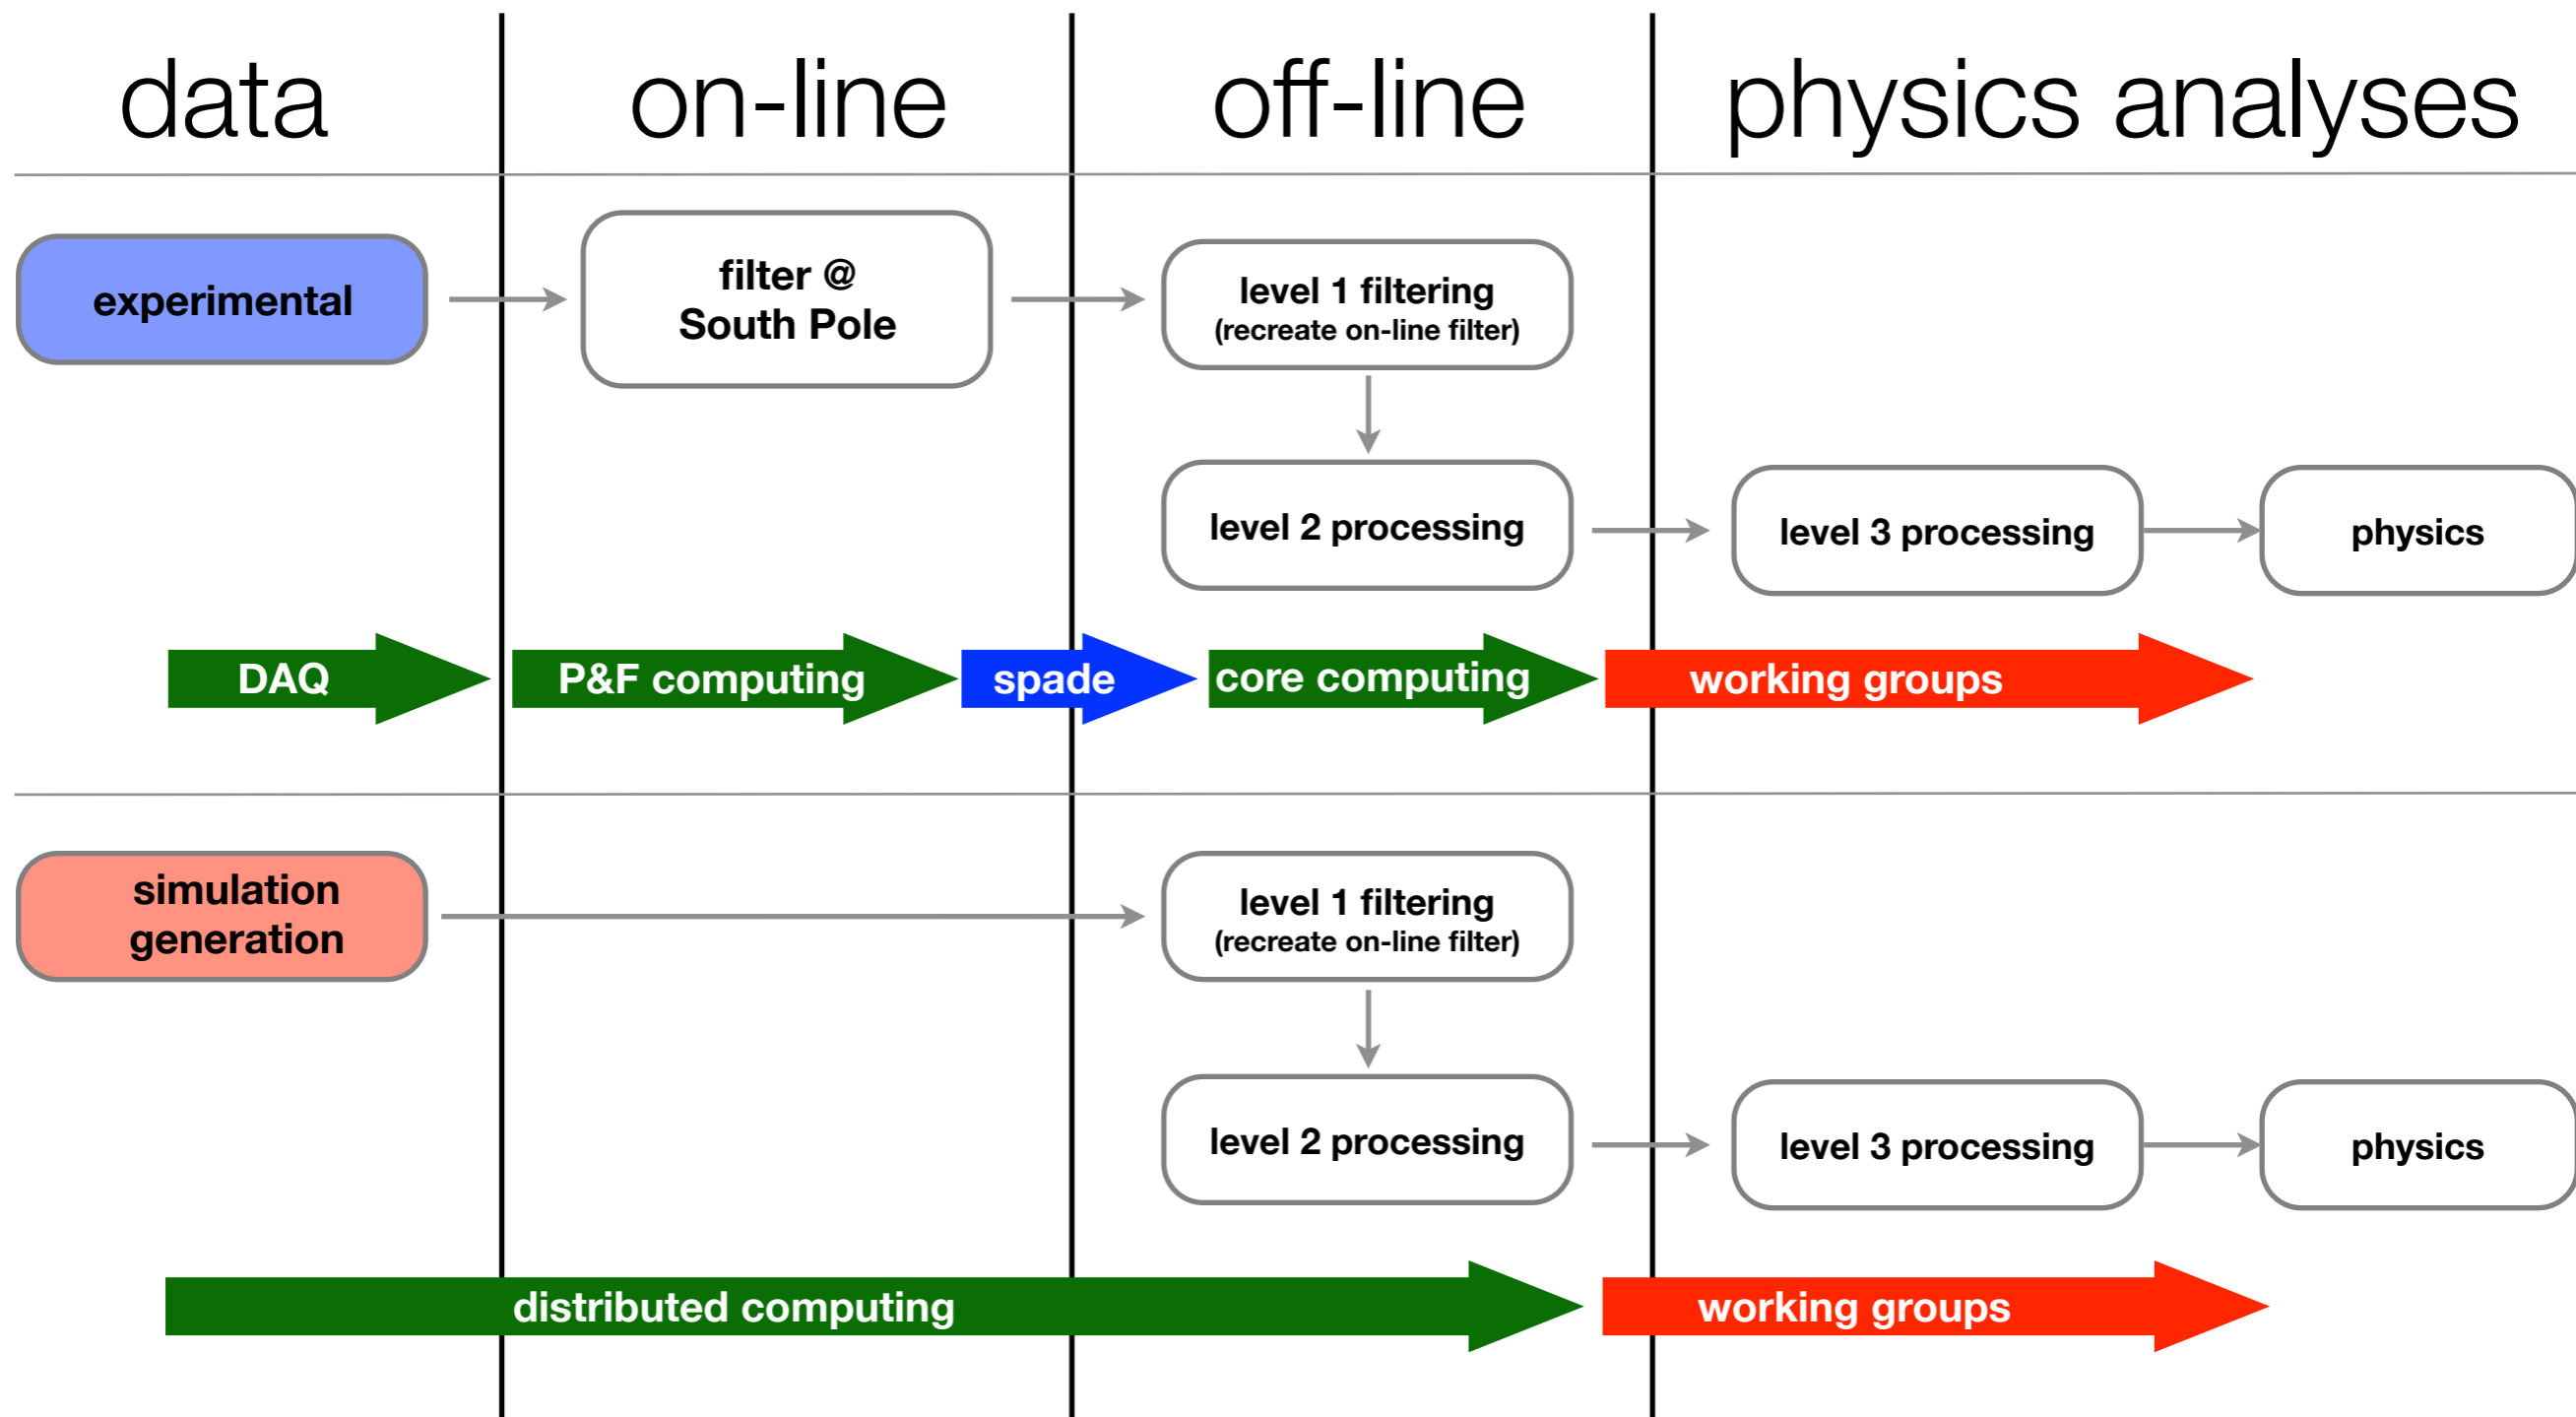 data
on-line
off-line
physics analyses
experimental
filter @
South Pole
level 1 filtering
(recreate on-line filter)
level 2 processing
level 3 processing
physics
DAQ
P&F computing
spade
core computing
working groups
simulation
generation
level 1 filtering
(recreate on-line filter)
level 2 processing
level 3 processing
physics
distributed computing
working groups